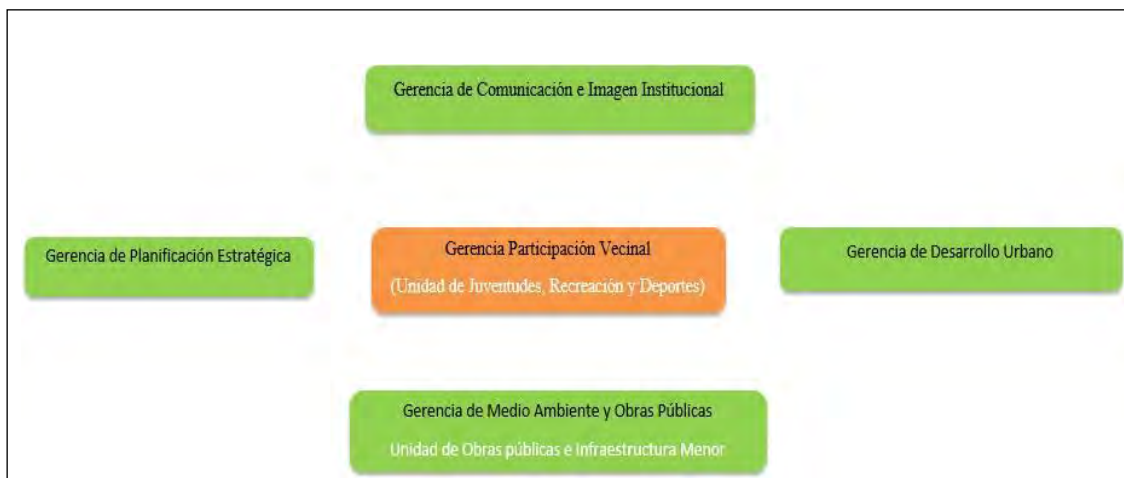 Gerencia de Comunicación e Imagen Institucional
Gerencia de Planificación Estratégica
Gerencia Participación Vecinal
(Unidad de Juventudes, Recreación y Deportes)
Gerencia de Desarrollo Urbano
Gerencia de Medio Ambiente y Obras Públicas
Unidad de Obras públicas e Infraestructura Menor